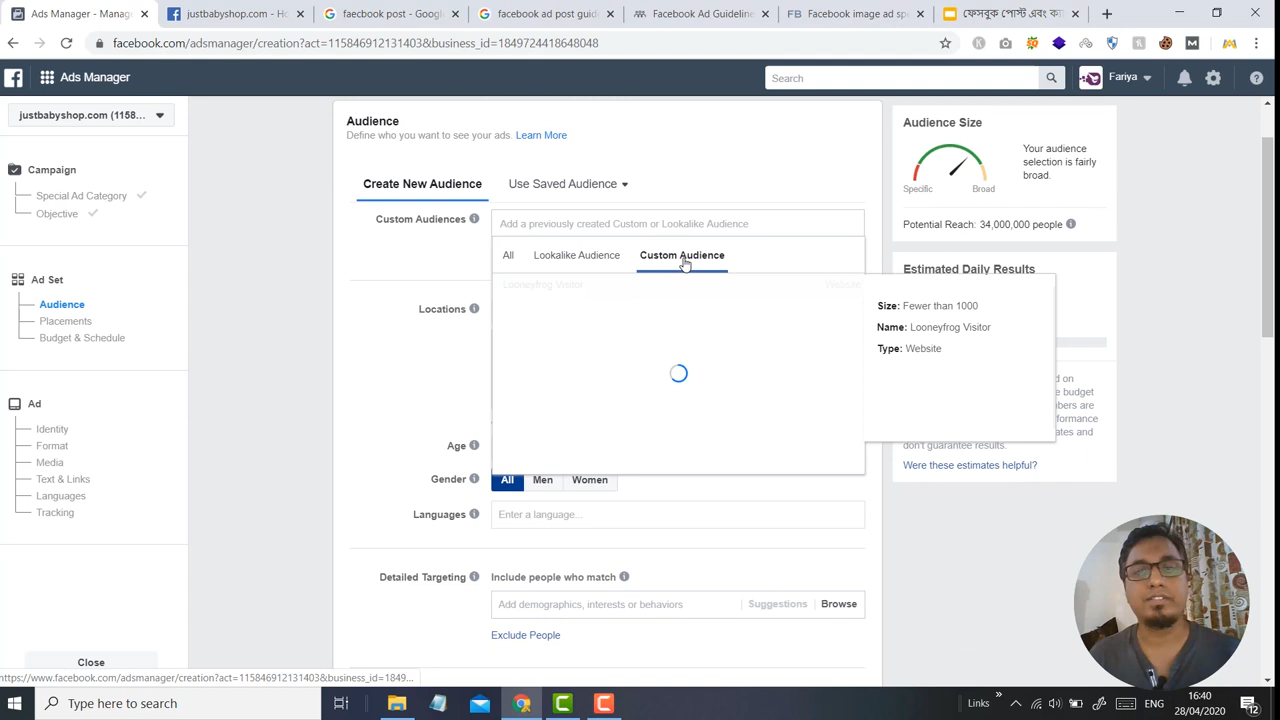 Ads Manager - Manag
justbabyshop.com - Ho
faecbook post - Google
facebook ad post guide
Facebook Ad Guideline
Facebook image ad spe
ফেসবুক পোস্ট এবং কা
facebook.com/adsmanager/creation?act=115846912131403&business_id=1849724418648048
Ads Manager
Search
Fariya
justbabyshop.com (1158...
Campaign
Special Ad Category
Objective
Ad Set
Audience
Placements
Budget & Schedule
Ad
Identity
Format
Media
Text & Links
Languages
Tracking
Close
Audience
Define who you want to see your ads. Learn More
Create New Audience
Use Saved Audience
Custom Audiences
Add a previously created Custom or Lookalike Audience
All
Lookalike Audience
Custom Audience
Looneyfrog Visitor
Website
Size: Fewer than 1000
Name: Looneyfrog Visitor
Type: Website
Locations
Age
Gender
All
Men
Women
Languages
Enter a language...
Detailed Targeting
Include people who match
Add demographics, interests or behaviors
Suggestions
Browse
Exclude People
Audience Size
Specific
Broad
Your audience
selection is fairly
broad.
Potential Reach: 34,000,000 people
Estimated Daily Results
d on
e budget
bers are
formance
ates and
don't guarantee results.
Were these estimates helpful?
https://www.facebook.com/adsmanager/creation?act=115846912131403&business_id=1849...
Type here to search
Links
ENG
16:40
28/04/2020
12